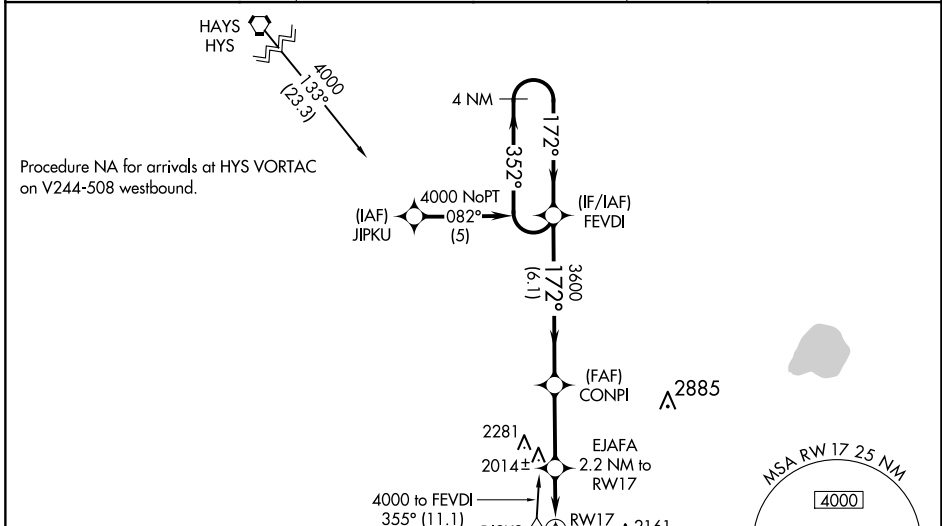 HAYS
HYS
4000
133°
(23.3)
Procedure NA for arrivals at HYS VORTAC
on V244-508 westbound.
4 NM
352°
172°
4000 NoPT
082°
(5)
(IAF)
JIPKU
(IF/IAF)
FEVDI
3600
172°
(6.1)
(FAF)
CONPI
2885
2281
2014±
EJAFA
2.2 NM to
RW17
4000 to FEVDI
355° (11.1)
RW17
2161
MSA RW 17 25 NM
4000